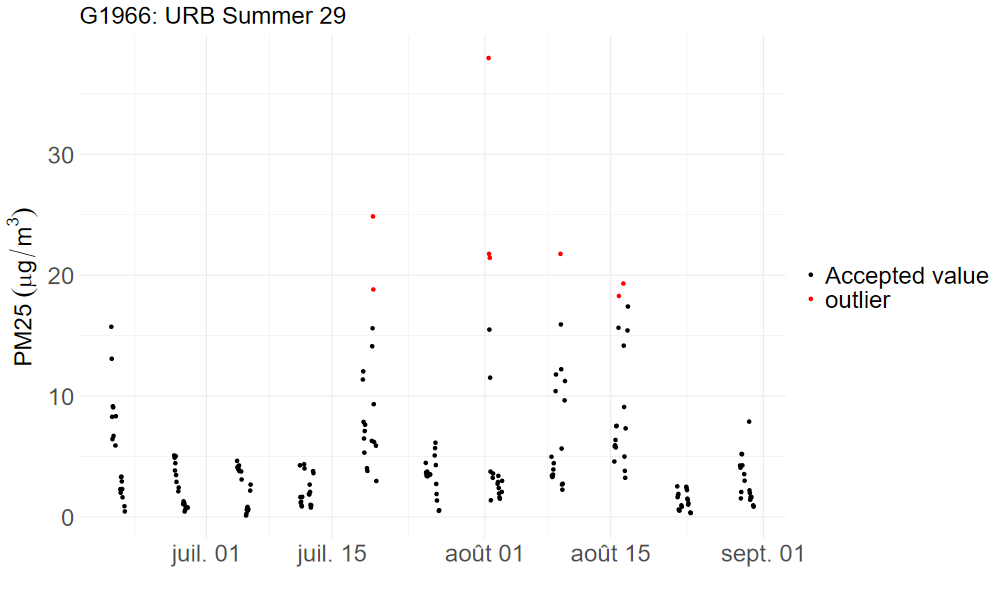 G1966: URB Summer 29
PM25 (μg/m³)
30
20
10
0
juil. 01
juil. 15
août 01
août 15
sept. 01
Accepted value
outlier